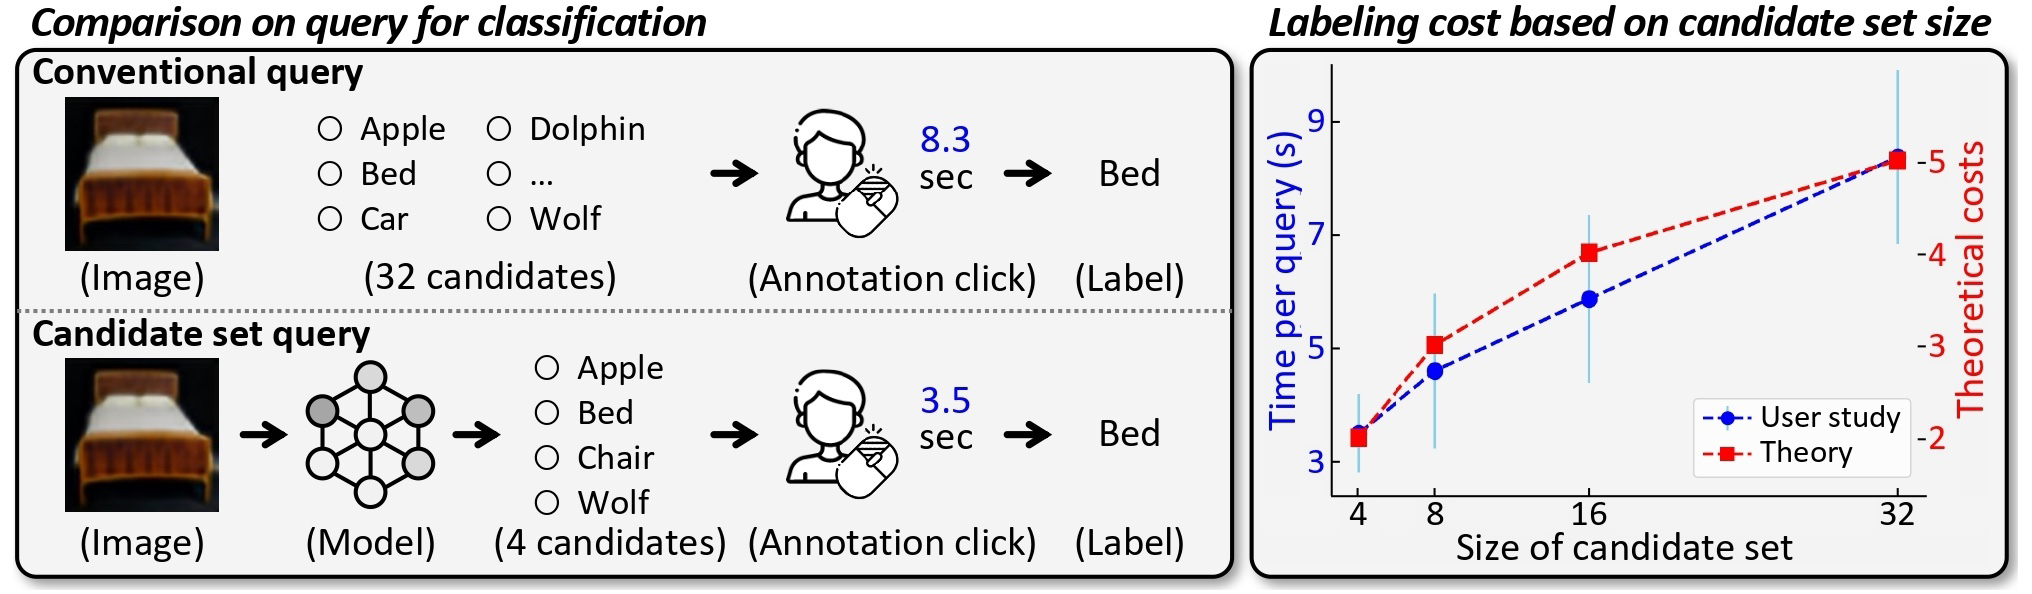 Comparison on query for classification
Conventional query
Apple
Bed
Car
Dolphin
...
Wolf
8.3
sec
Bed
(Image)
(32 candidates)
(Annotation click)
(Label)
Candidate set query
Apple
Bed
Chair
Wolf
3.5
sec
Bed
(Image)
(Model)
(4 candidates)
(Annotation click)
(Label)
Labeling cost based on candidate set size
Time per query (s)
9
7
5
3
4
8
16
32
Size of candidate set
5
4
3
2
Theoretical costs
User study
Theory